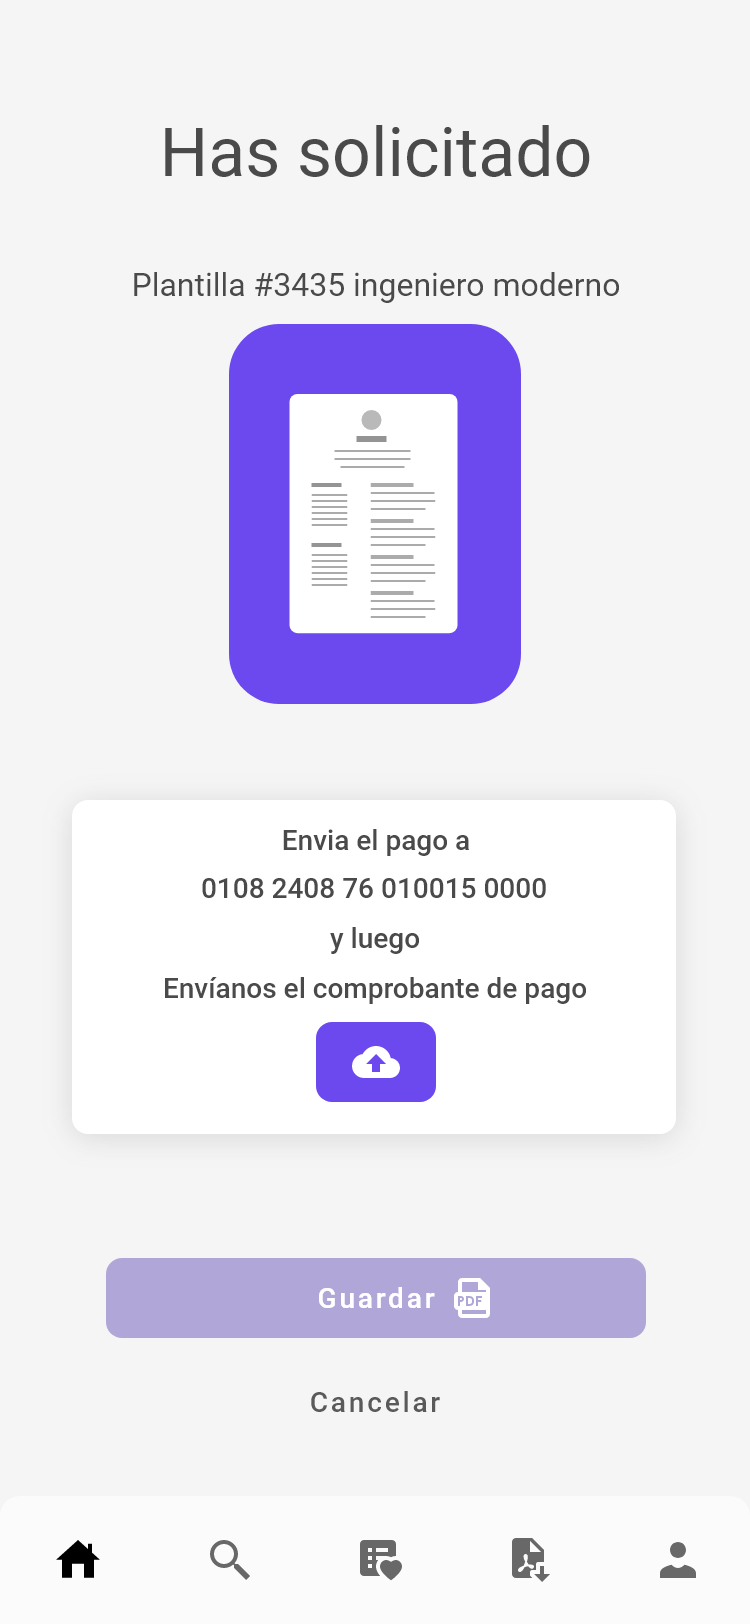 Has solicitado
Plantilla #3435 ingeniero moderno
Envia el pago a
0108 2408 76 010015 0000
y luego
Envíanos el comprobante de pago
Guardar PDF
Cancelar